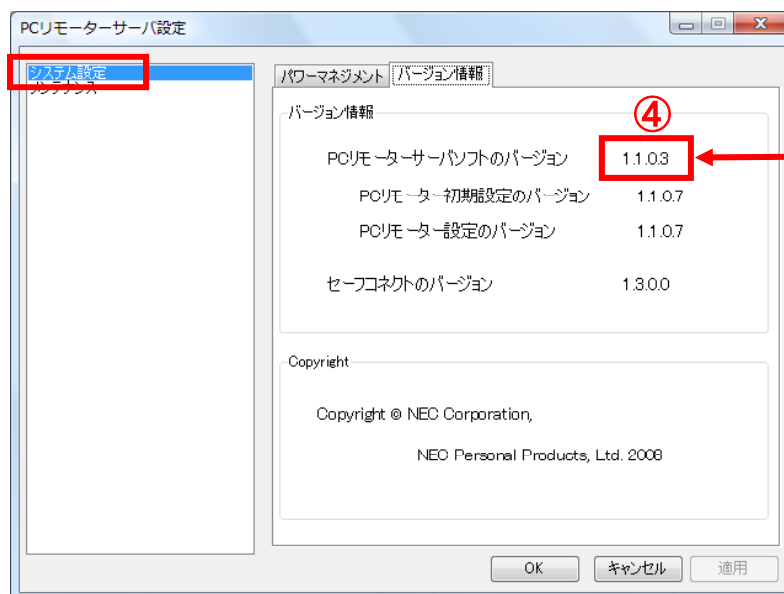 PCリモーターサーバ設定
システム設定
メンテナンス
パワーマネジメント バージョン情報
バージョン情報
④
PCリモーターサーバソフトのバージョン 1.1.0.3
PCリモーター初期設定のバージョン 1.1.0.7
PCリモーター設定のバージョン 1.1.0.7
セーフコネクトのバージョン 1.3.0.0
Copyright
Copyright © NEC Corporation,
NEC Personal Products, Ltd. 2008
OK キャンセル 適用